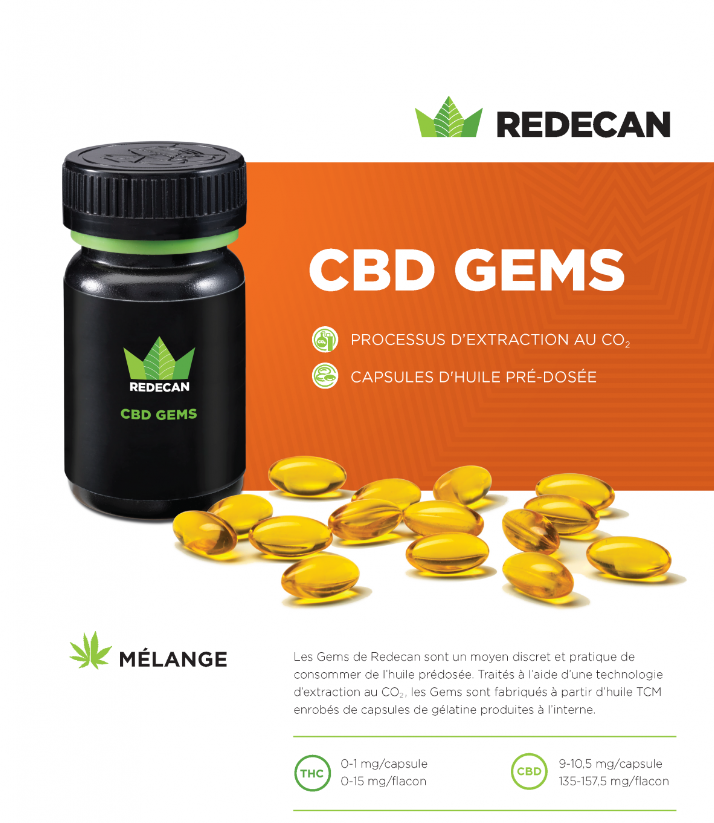 REDECAN
CBD GEMS
PROCESSUS D'EXTRACTION AU CO₂
CAPSULES D'HUILE PRÉ-DOSÉE
REDECAN
CBD GEMS
MÉLANGE
Les Gems de Redecan sont un moyen discret et pratique de
consommer de l'huile prédosée. Traités à l'aide d'une technologie
d'extraction au CO₂, les Gems sont fabriqués à partir d'huile TCM
enrobés de capsules de gélatine produites à l'interne.
THC
0-1 mg/capsule
0-15 mg/flacon
CBD
9-10,5 mg/capsule
135-157,5 mg/flacon